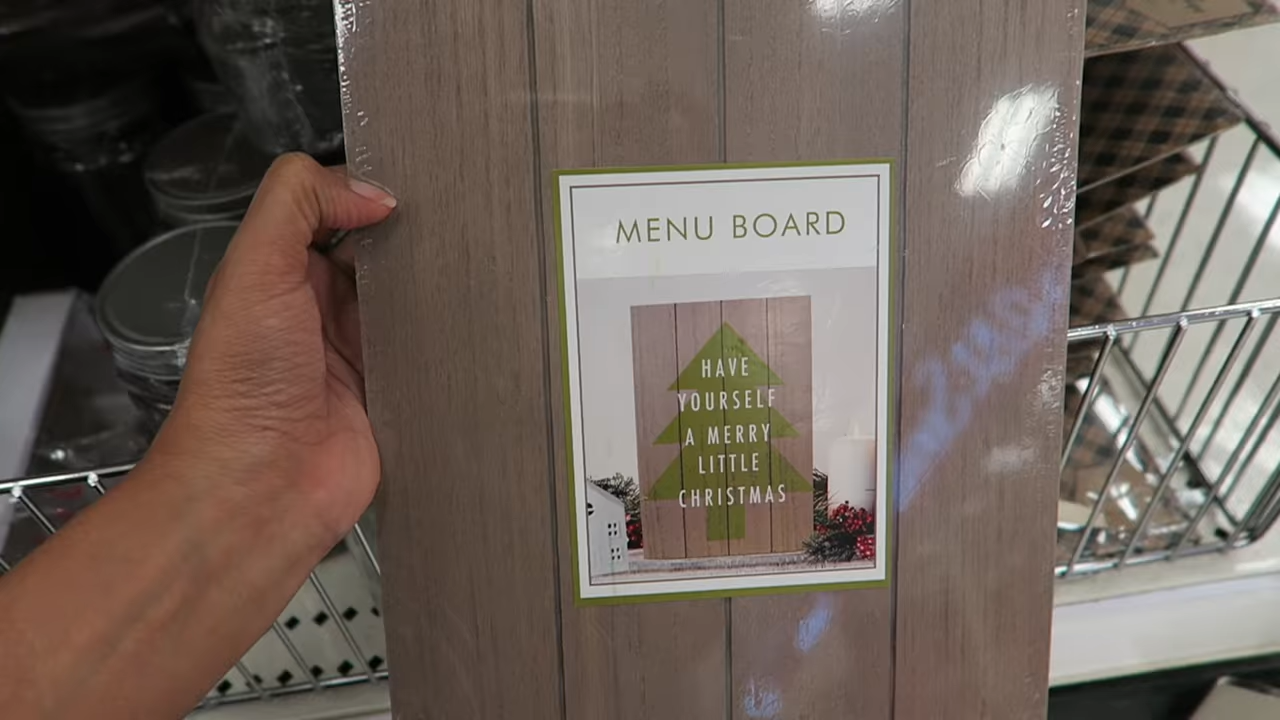 MENU BOARD
HAVE
YOURSELF
A MERRY
LITTLE
CHRISTMAS